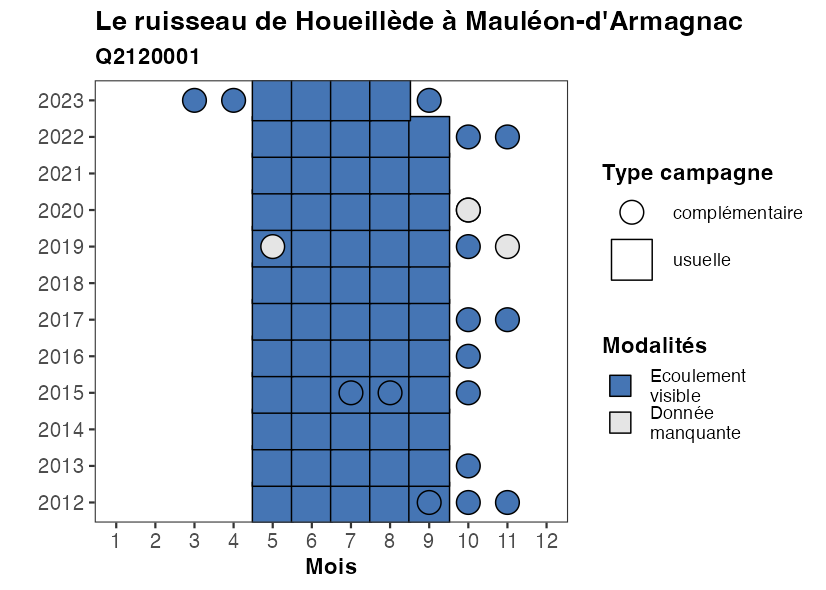 Le ruisseau de Houeillède à Mauléon-d'Armagnac
Q2120001
2023
2022
2021
2020
2019
2018
2017
2016
2015
2014
2013
2012
1 2 3 4 5 6 7 8 9 10 11 12
Mois
Type campagne
complémentaire
usuelle
Modalités
Ecoulement
visible
Donnée
manquante